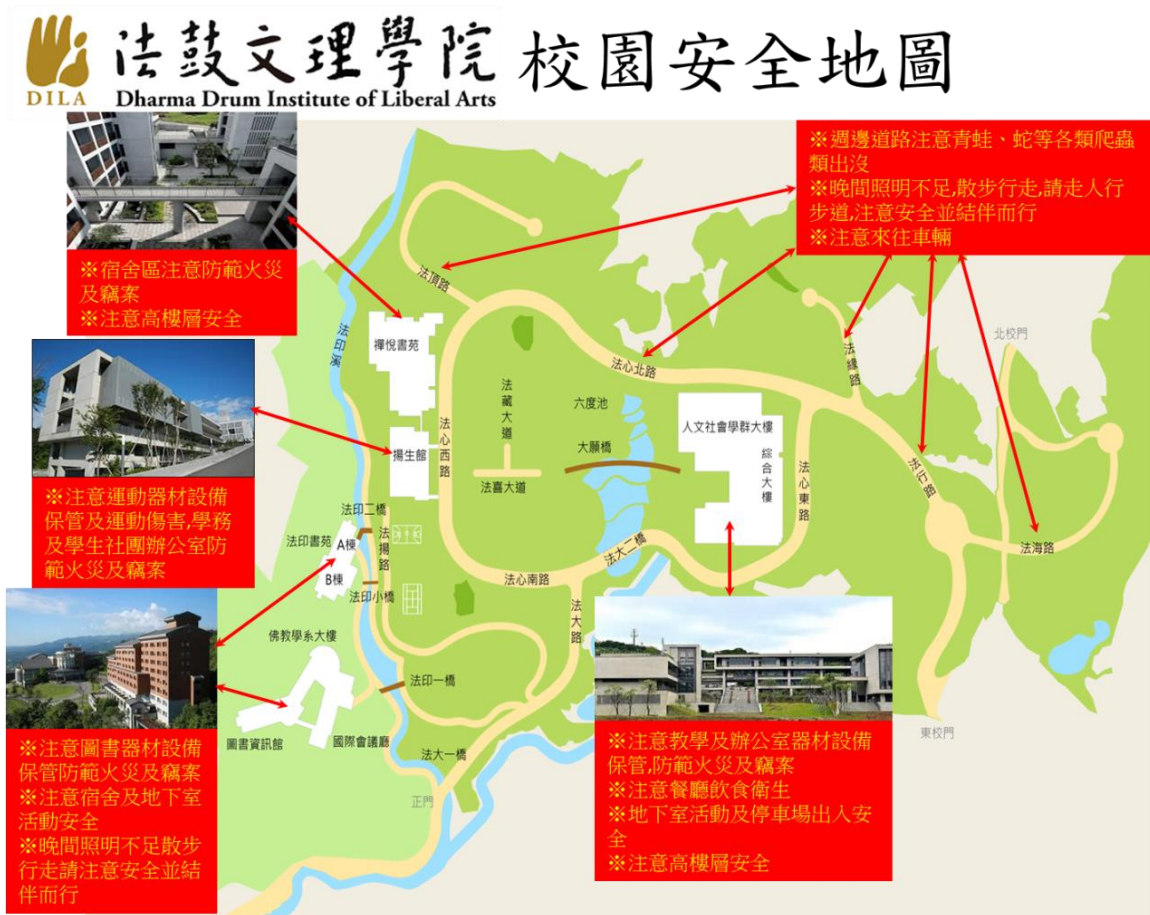 法鼓文理學院 校園安全地圖
DILA
Dharma Drum Institute of Liberal Arts
※宿舍區注意防範火災
及竊案
※注意高樓層安全
※週邊道路注意青蛙、蛇等各類爬蟲
類出沒
※晚間照明不足,散步行走,請走人行
步道,注意安全並結伴而行
※注意來往車輛
※注意運動器材設備
保管及運動傷害,學務
及學生社團辦公室防
範火災及竊案
※注意圖書器材設備
保管防範火災及竊案
※注意宿舍及地下室
活動安全
※晚間照明不足散步
行走請注意安全並結
伴而行
※注意教學及辦公室器材設備
保管,防範火災及竊案
※注意餐廳飲食衛生
※地下室活動及停車場出入安
全
※注意高樓層安全
法頂路
法印溪
禪悅書苑
法心北路
法緣路
北校門
法藏大道
六度池
人文社會學群大樓
大願橋
綜合大樓
法心西路
揚生館
法喜大道
法心東路
法行路
法印二橋
法印書苑
A棟
B棟
法揚路
法大二橋
法海路
法印小橋
法心南路
法大路
佛教學系大樓
法印一橋
圖書資訊館
國際會議廳
法大一橋
正門
東校門